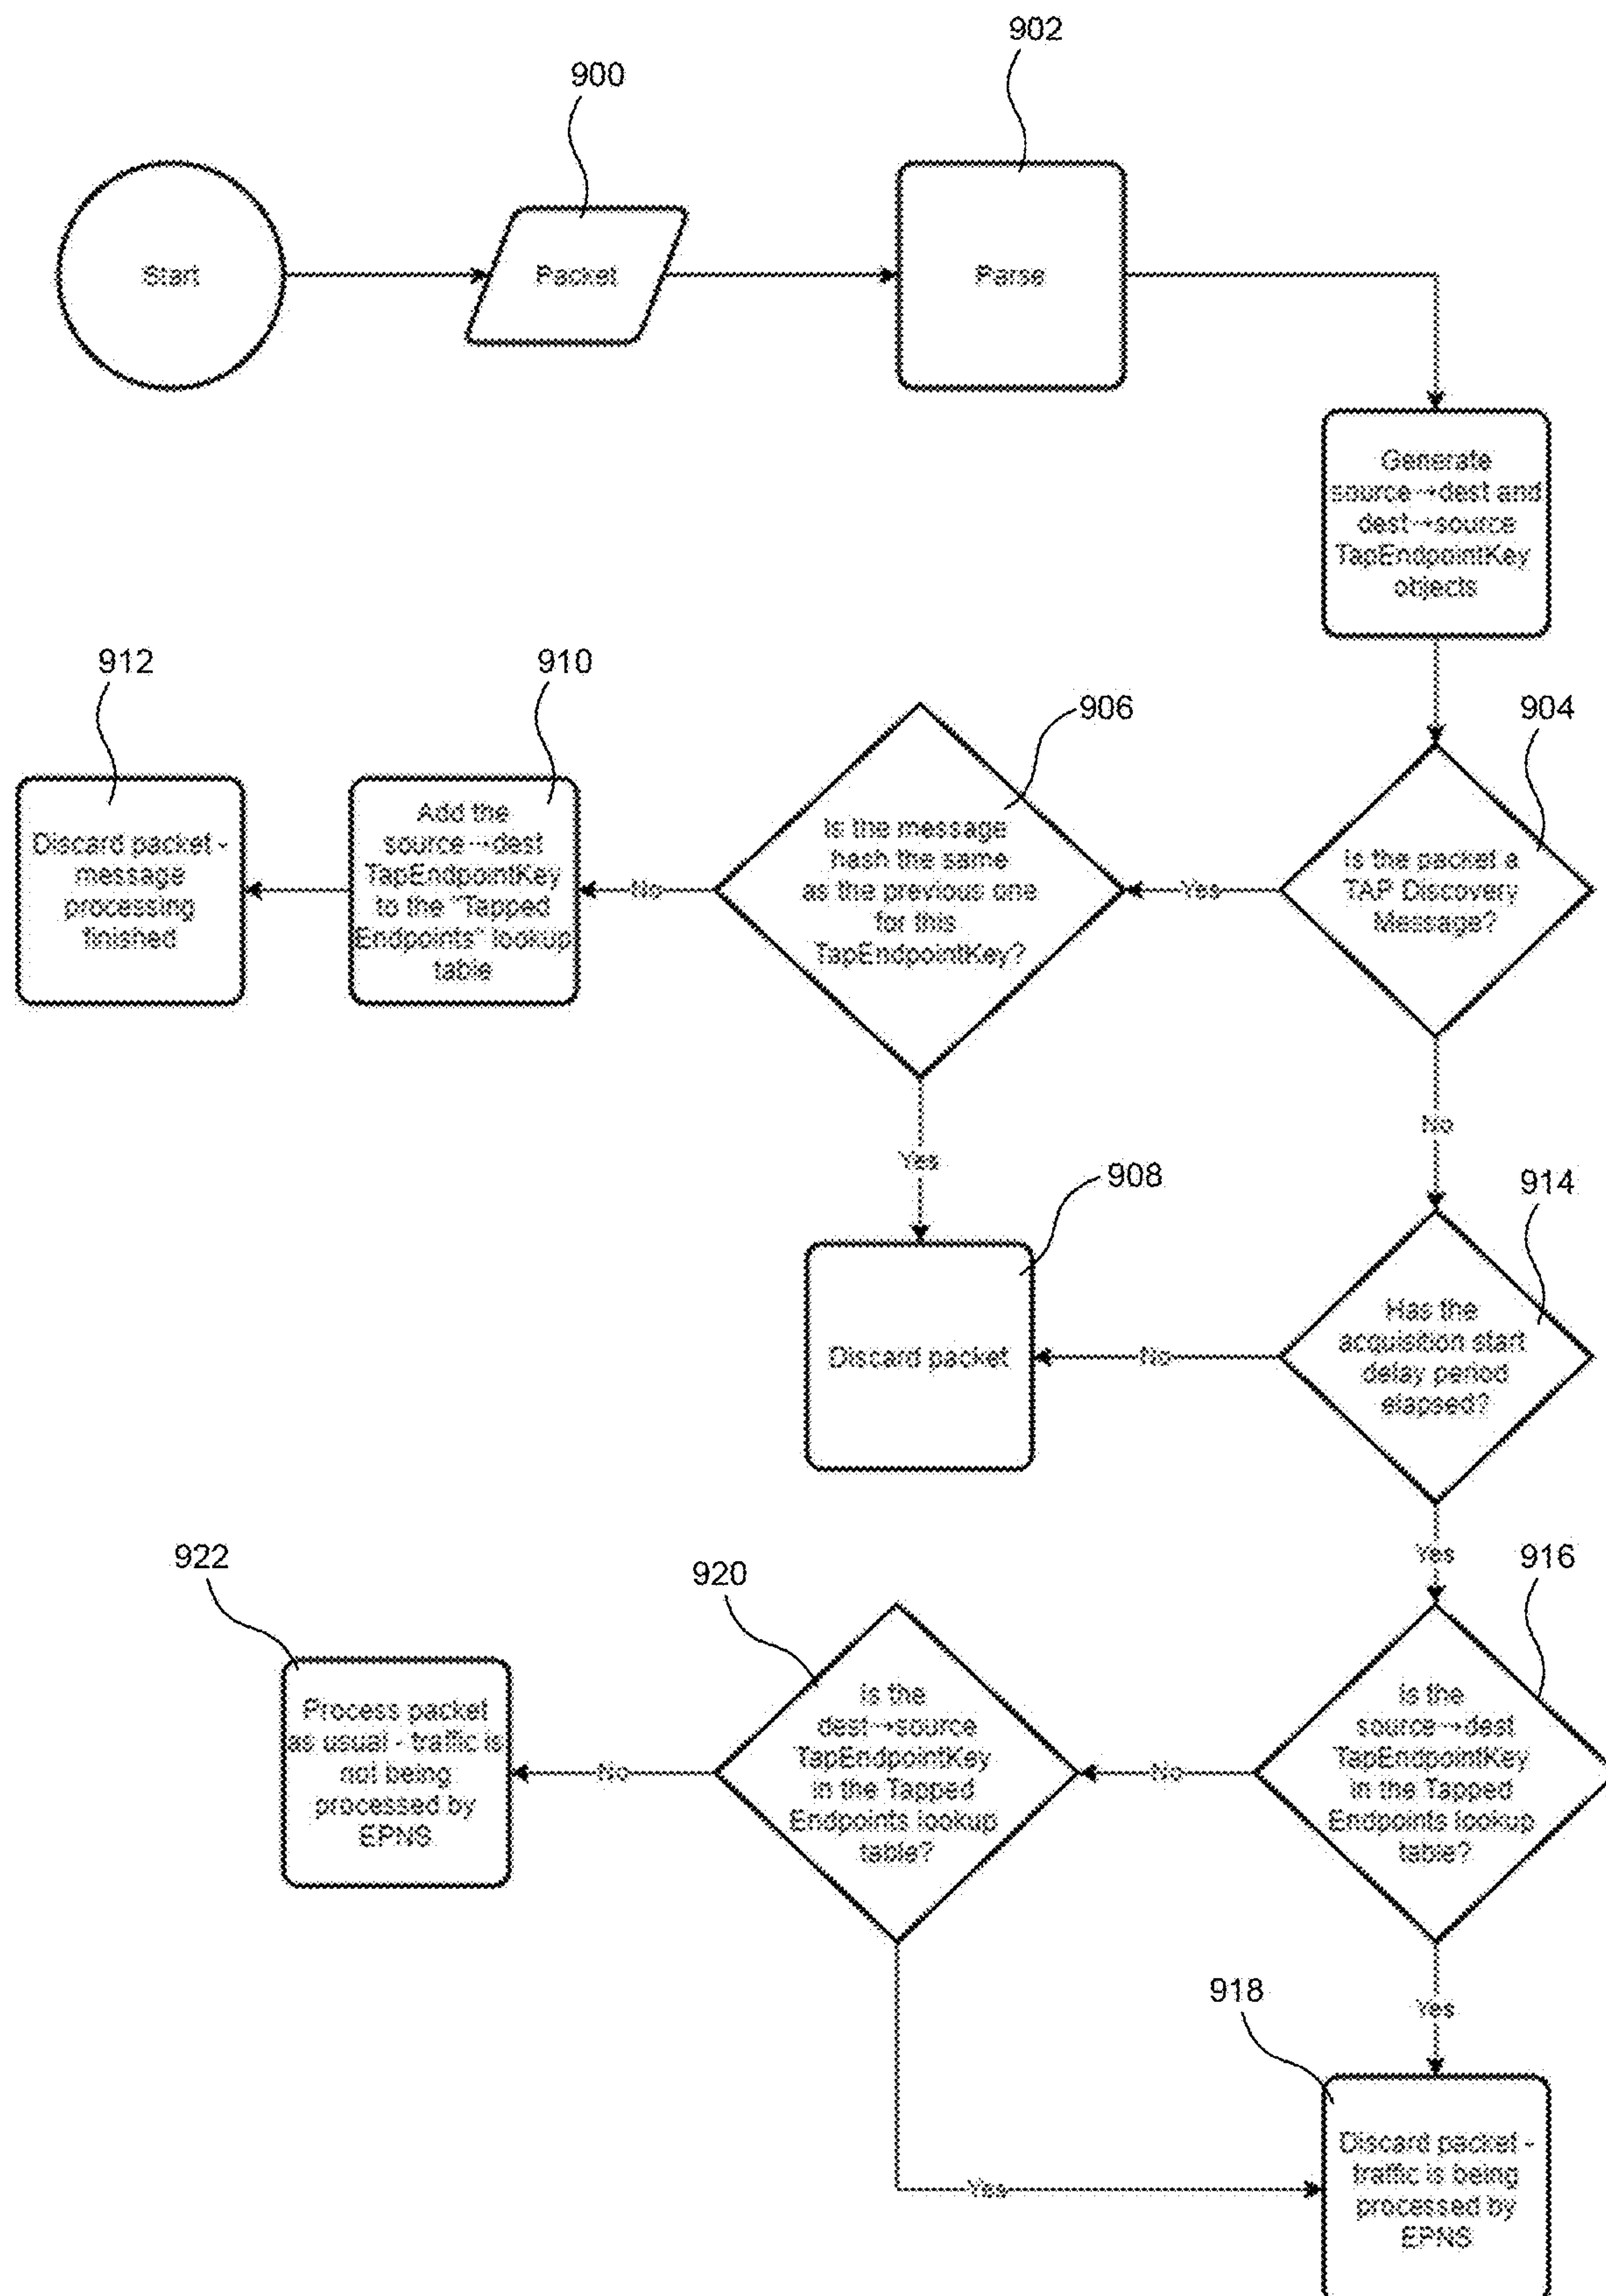 902
900
Start
Packet
Parse
Generate
source→dest and
dest→source
TapEndpointKey
objects
912
910
906
904
Discard packet -
message
processing
finished
Add the
source→dest
TapEndpointKey
to the "Tapped
Endpoints" lookup
table
No
Is the message
hash the same
as the previous one
for this
TapEndpointKey?
Yes
Is the packet a
TAP Discovery
Message?
No
Yes
908
914
Discard packet
No
Has the
acquisition start
delay period
elapsed?
Yes
922
920
916
Process packet
as usual - traffic is
not being
processed by
EPNS
No
Is the
dest→source
TapEndpointKey
in the Tapped
Endpoints lookup
table?
No
Is the
source→dest
TapEndpointKey
in the Tapped
Endpoints lookup
table?
918
Yes
Yes
Discard packet -
traffic is being
processed by
EPNS